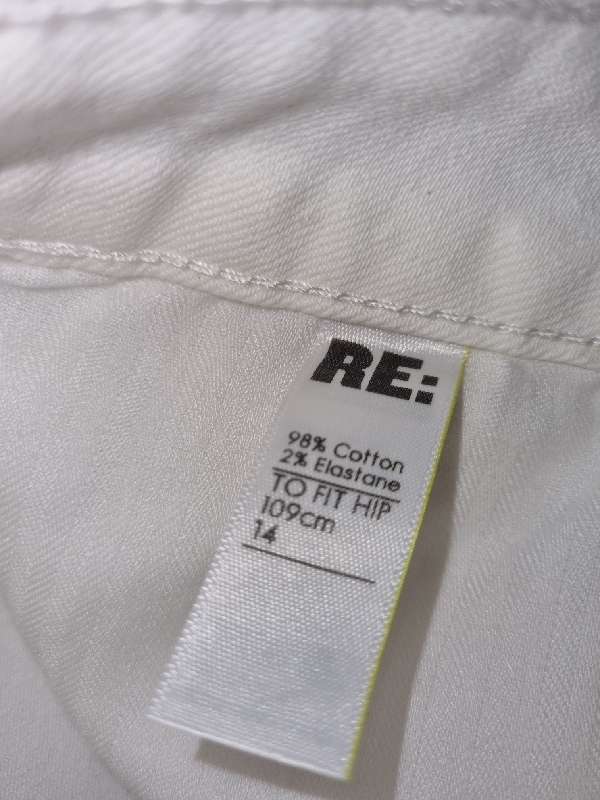 RE:
98% Cotton
2% Elastane
TO FIT HIP
109cm
14